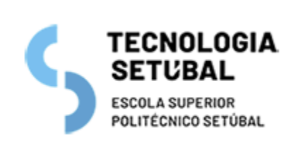 TECNOLOGIA
SETÚBAL
ESCOLA SUPERIOR
POLITÉCNICO SETÚBAL